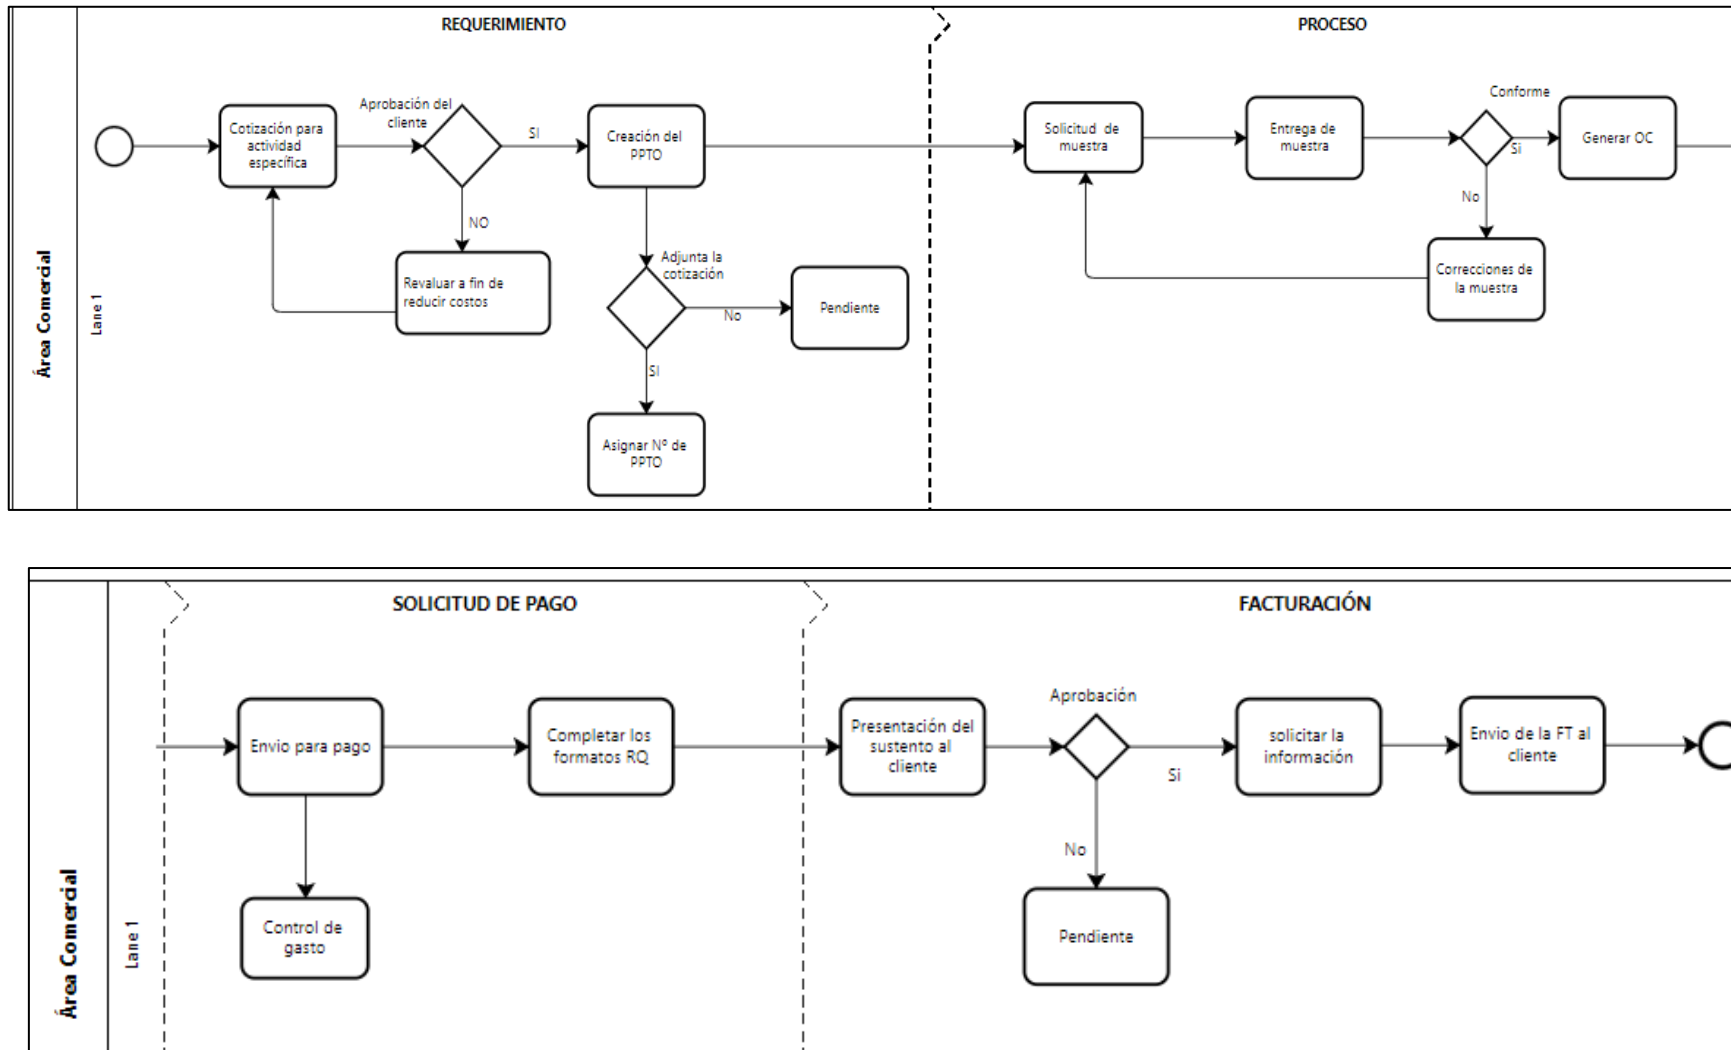 REQUERIMIENTO
PROCESO
Área Comercial
Lane 1
Cotización para
actividad
específica
Aprobación del
cliente
SI
NO
Revaluar a fin de
reducir costos
Creación del
PPTO
Adjunta la
cotización
No
Pendiente
SI
Asignar Nº de
PPTO
Solicitud de
muestra
Entrega de
muestra
Conforme
Si
No
Generar OC
Correcciones de
la muestra
SOLICITUD DE PAGO
FACTURACIÓN
Área Comercial
Lane 1
Envio para pago
Control de
gasto
Completar los
formatos RQ
Presentación del
sustento al
cliente
Aprobación
Si
No
Pendiente
solicitar la
información
Envio de la FT al
cliente